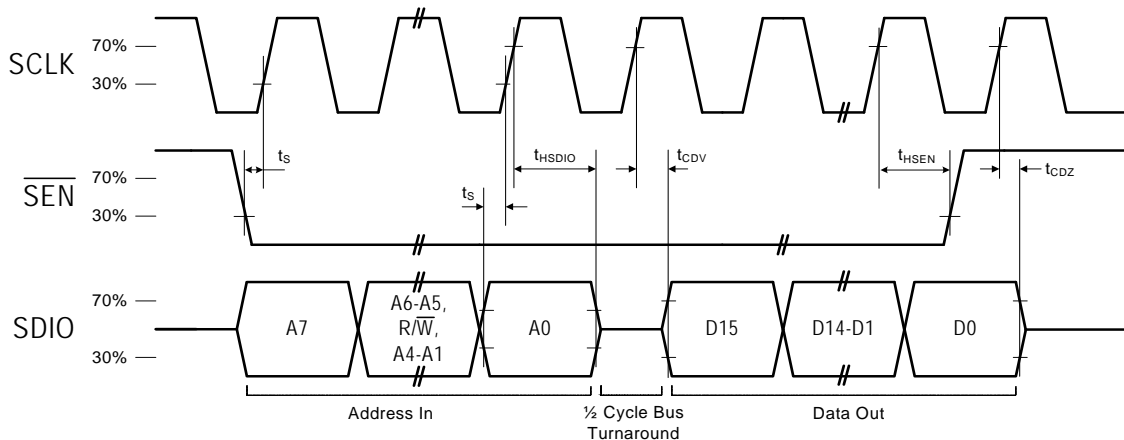 SCLK
70%
30%
tS
tHSDIO
tCDV
tHSEN
tCDZ
SEN
70%
30%
tS
SDIO
70%
30%
A7
A6-A5,
R/W,
A4-A1
A0
D15
D14-D1
D0
Address In
½ Cycle Bus
Turnaround
Data Out